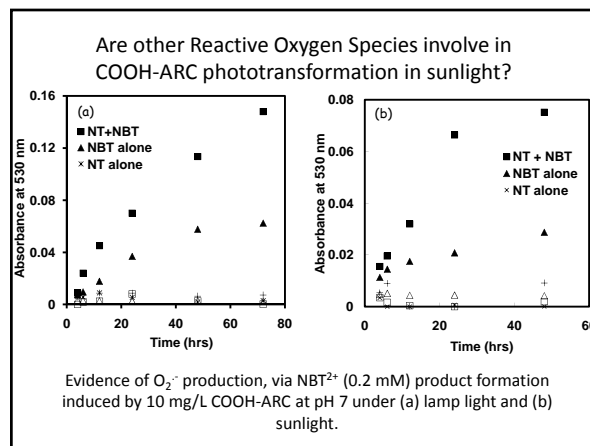 Are other Reactive Oxygen Species involve in
COOH-ARC phototransformation in sunlight?
0.16
0.12
0.08
0.04
0
(a)
NT+NBT
NBT alone
NT alone
0 20 40 60 80
Time (hrs)
Absorbance at 530 nm
0.08
0.06
0.04
0.02
0
(b)
NT + NBT
NBT alone
NT alone
0 20 40 60
Time (hrs)
Absorbance at 530 nm
Evidence of O₂·⁻ production, via NBT²⁺ (0.2 mM) product formation
induced by 10 mg/L COOH-ARC at pH 7 under (a) lamp light and (b)
sunlight.